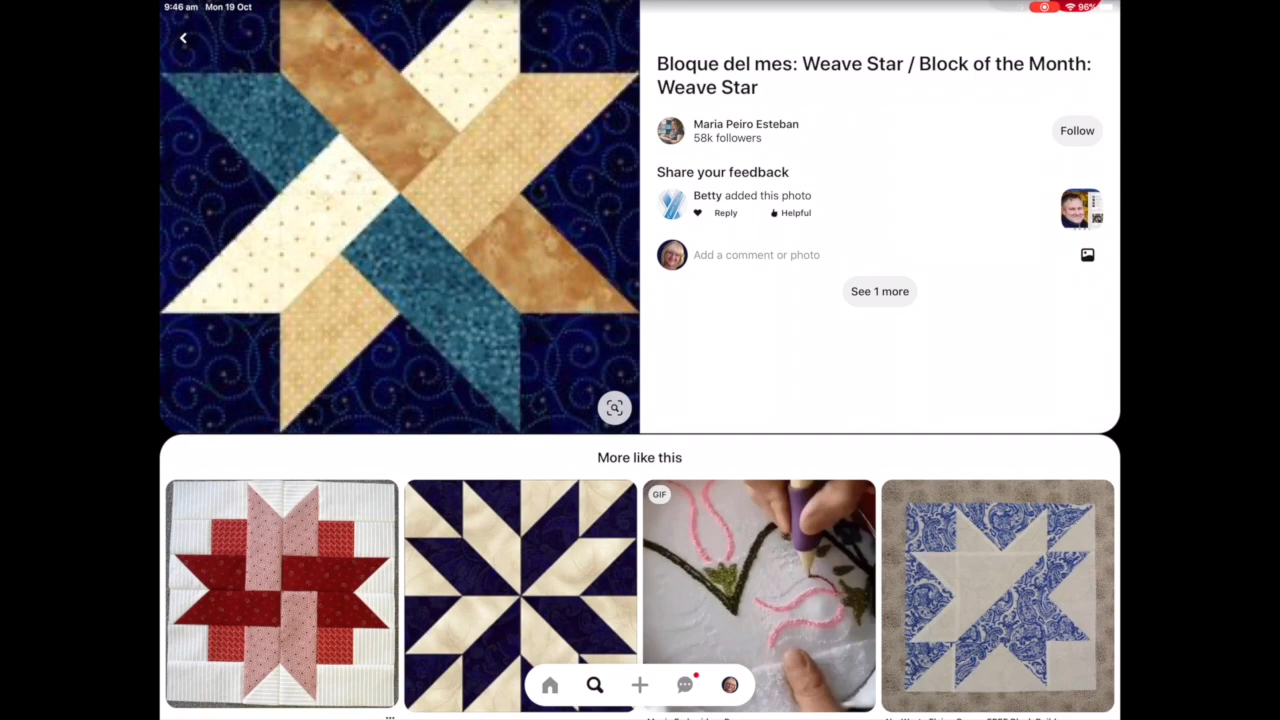 9:46 am Mon 19 Oct
96%
Bloque del mes: Weave Star / Block of the Month:
Weave Star
Maria Peiro Esteban
58k followers
Follow
Share your feedback
Betty added this photo
Reply Helpful
Add a comment or photo
See 1 more
More like this
GIF